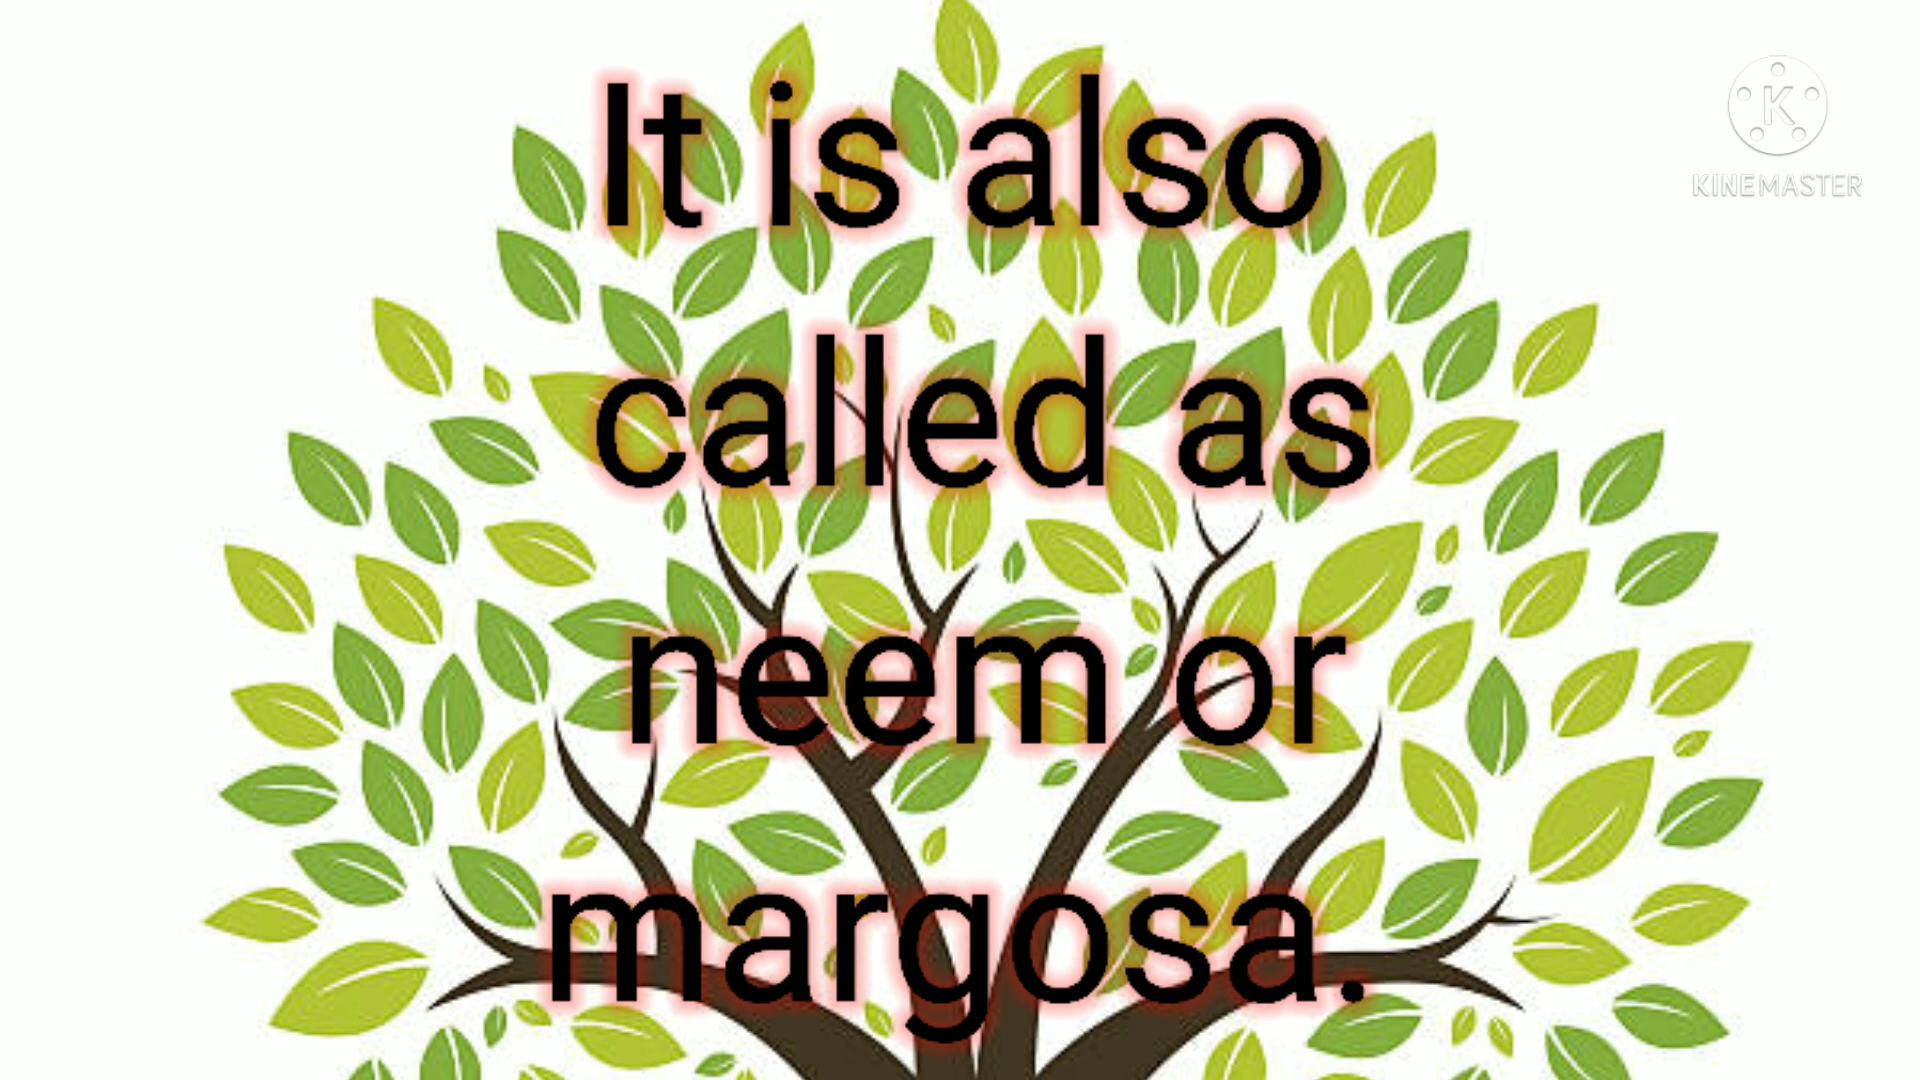 It is also
called as
neem or
margosa.
K
KINEMASTER